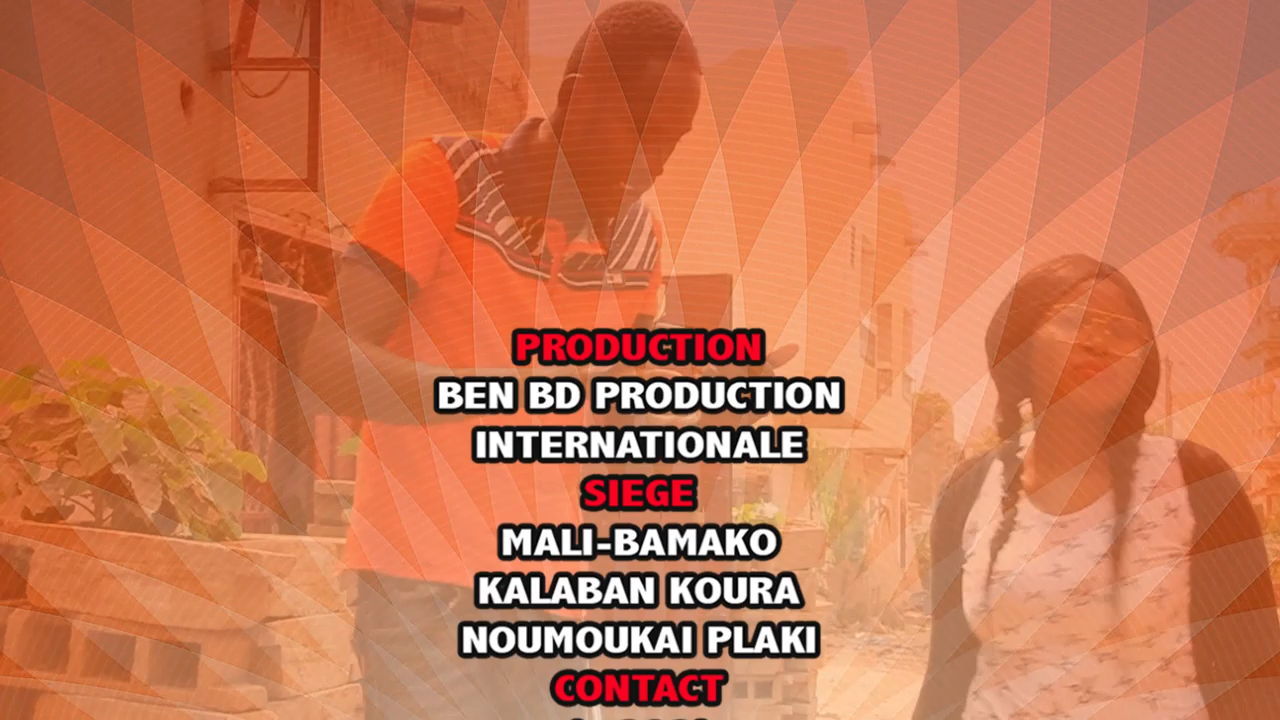 PRODUCTION
BEN BD PRODUCTION
INTERNATIONALE
SIEGE
MALI-BAMAKO
KALABAN KOURA
NOUMOUKAI PLAKI
CONTACT